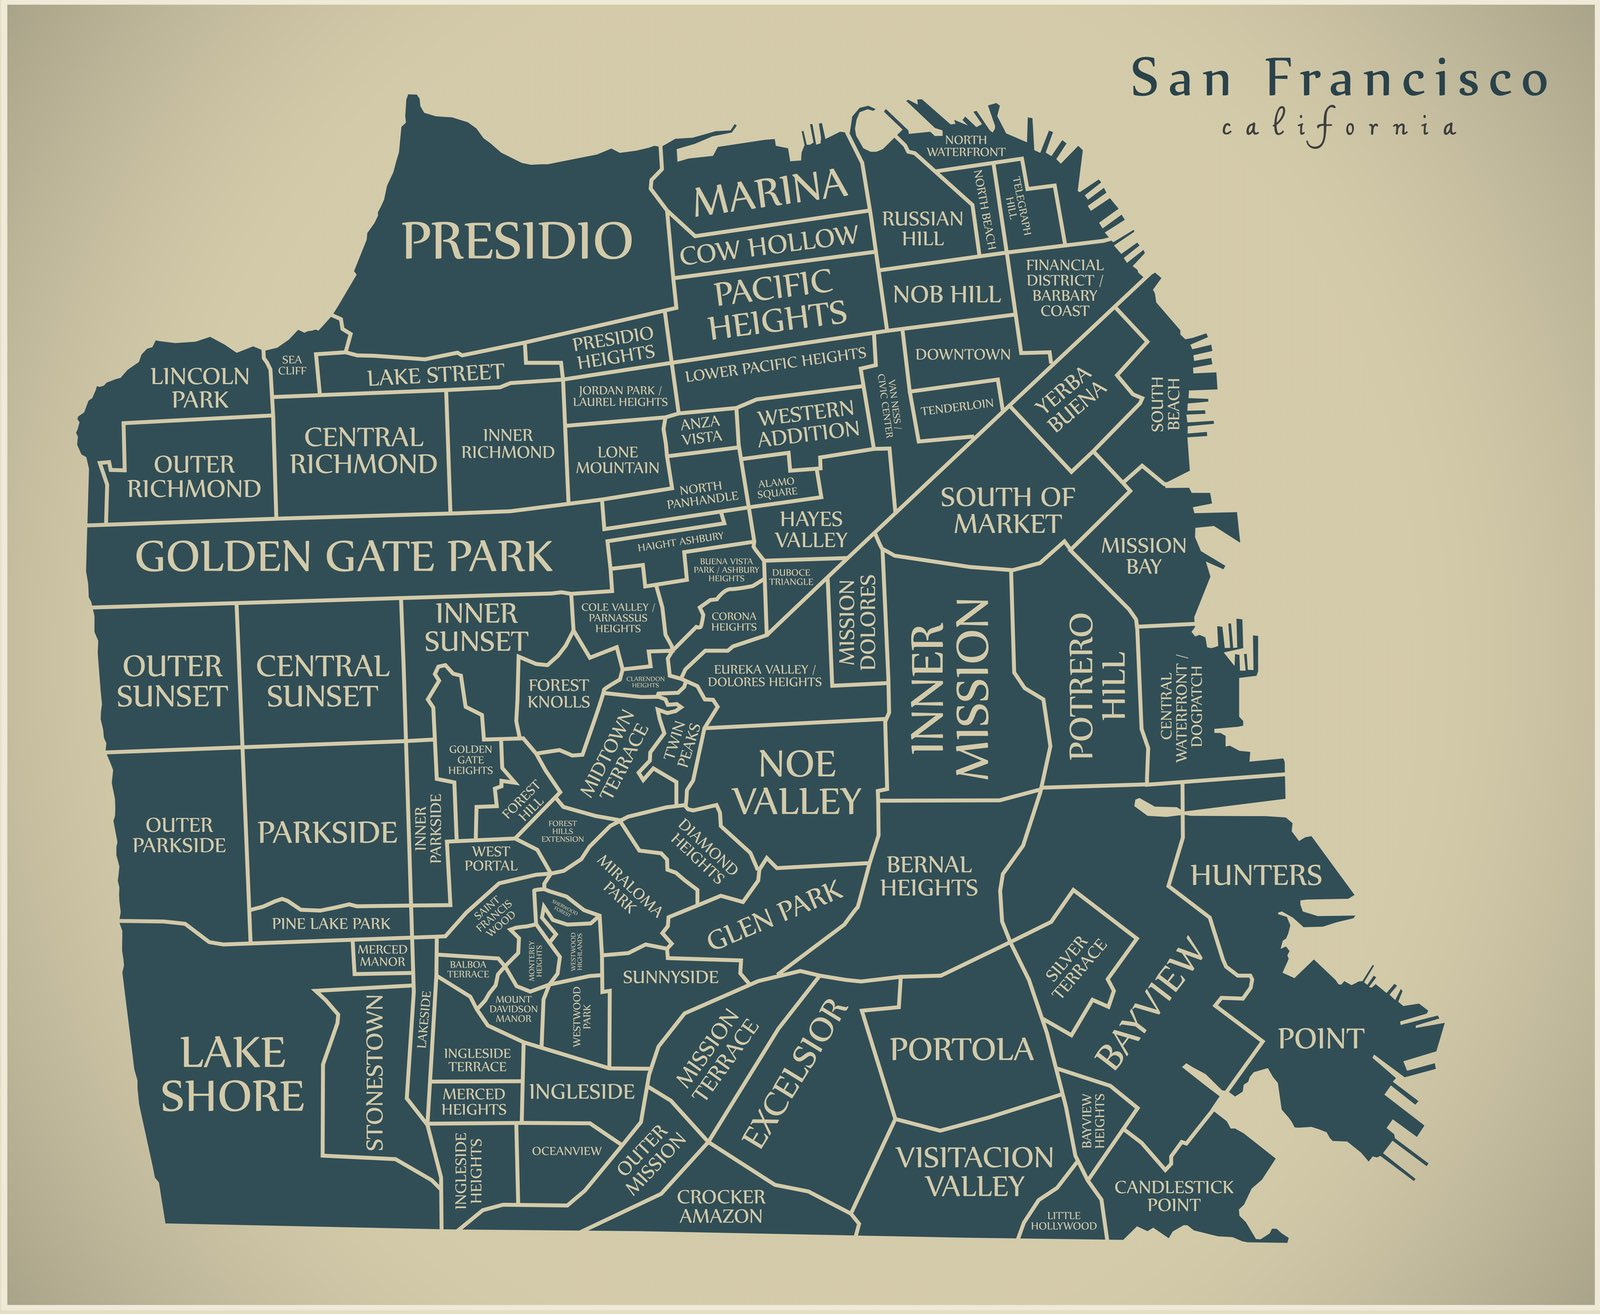 San Francisco
california
NORTH
WATERFRONT
MARINA
NORTH BEACH
TELEGRAPH
HILL
PRESIDIO
RUSSIAN
HILL
COW HOLLOW
PACIFIC
HEIGHTS
NOB HILL
FINANCIAL
DISTRICT /
BARBARY
COAST
PRESIDIO
HEIGHTS
SEA
CLIFF
LINCOLN
PARK
LAKE STREET
LOWER PACIFIC HEIGHTS
DOWNTOWN
JORDAN PARK /
LAUREL HEIGHTS
VAN NESS /
CIVIC CENTER
TENDERLOIN
YERBA
BUENA
SOUTH
BEACH
CENTRAL
RICHMOND
INNER
RICHMOND
ANZA
VISTA
WESTERN
ADDITION
OUTER
RICHMOND
LONE
MOUNTAIN
NORTH
PANHANDLE
ALAMO
SQUARE
SOUTH OF
MARKET
HAYES
VALLEY
GOLDEN GATE PARK
HAIGHT ASHBURY
MISSION
BAY
BUENA VISTA
PARK / ASHBURY
HEIGHTS
DUBOCE
TRIANGLE
INNER
SUNSET
COLE VALLEY /
PARNASSUS
HEIGHTS
CORONA
HEIGHTS
MISSION
DOLORES
INNER
MISSION
POTRERO
HILL
OUTER
SUNSET
CENTRAL
SUNSET
FOREST
KNOLLS
CLARENDON
HEIGHTS
EUREKA VALLEY /
DOLORES HEIGHTS
CENTRAL
WATERFRONT /
DOGPATCH
MIDTOWN
TERRACE
TWIN
PEAKS
GOLDEN
GATE
HEIGHTS
NOE
VALLEY
FOREST
HILL
OUTER
PARKSIDE
PARKSIDE
INNER
PARKSIDE
FOREST
HILLS
EXTENSION
WEST
PORTAL
DIAMOND
HEIGHTS
MIRALOMA
PARK
BERNAL
HEIGHTS
HUNTERS
PINE LAKE PARK
SAINT
FRANCIS
WOOD
SHERWOOD
FOREST
GLEN PARK
MERCED
MANOR
BALBOA
TERRACE
MONTEREY
HEIGHTS
WESTWOOD
HIGHLANDS
SUNNYSIDE
SILVER
TERRACE
BAYVIEW
LAKE
SHORE
STONESTOWN
LAKESIDE
MOUNT
DAVIDSON
MANOR
WESTWOOD
PARK
MISSION
TERRACE
EXCELSIOR
PORTOLA
POINT
INGLESIDE
TERRACE
MERCED
HEIGHTS
INGLESIDE
BAYVIEW
HEIGHTS
INGLESIDE
HEIGHTS
OCEANVIEW
OUTER
MISSION
VISITACION
VALLEY
CROCKER
AMAZON
LITTLE
HOLLYWOOD
CANDLESTICK
POINT